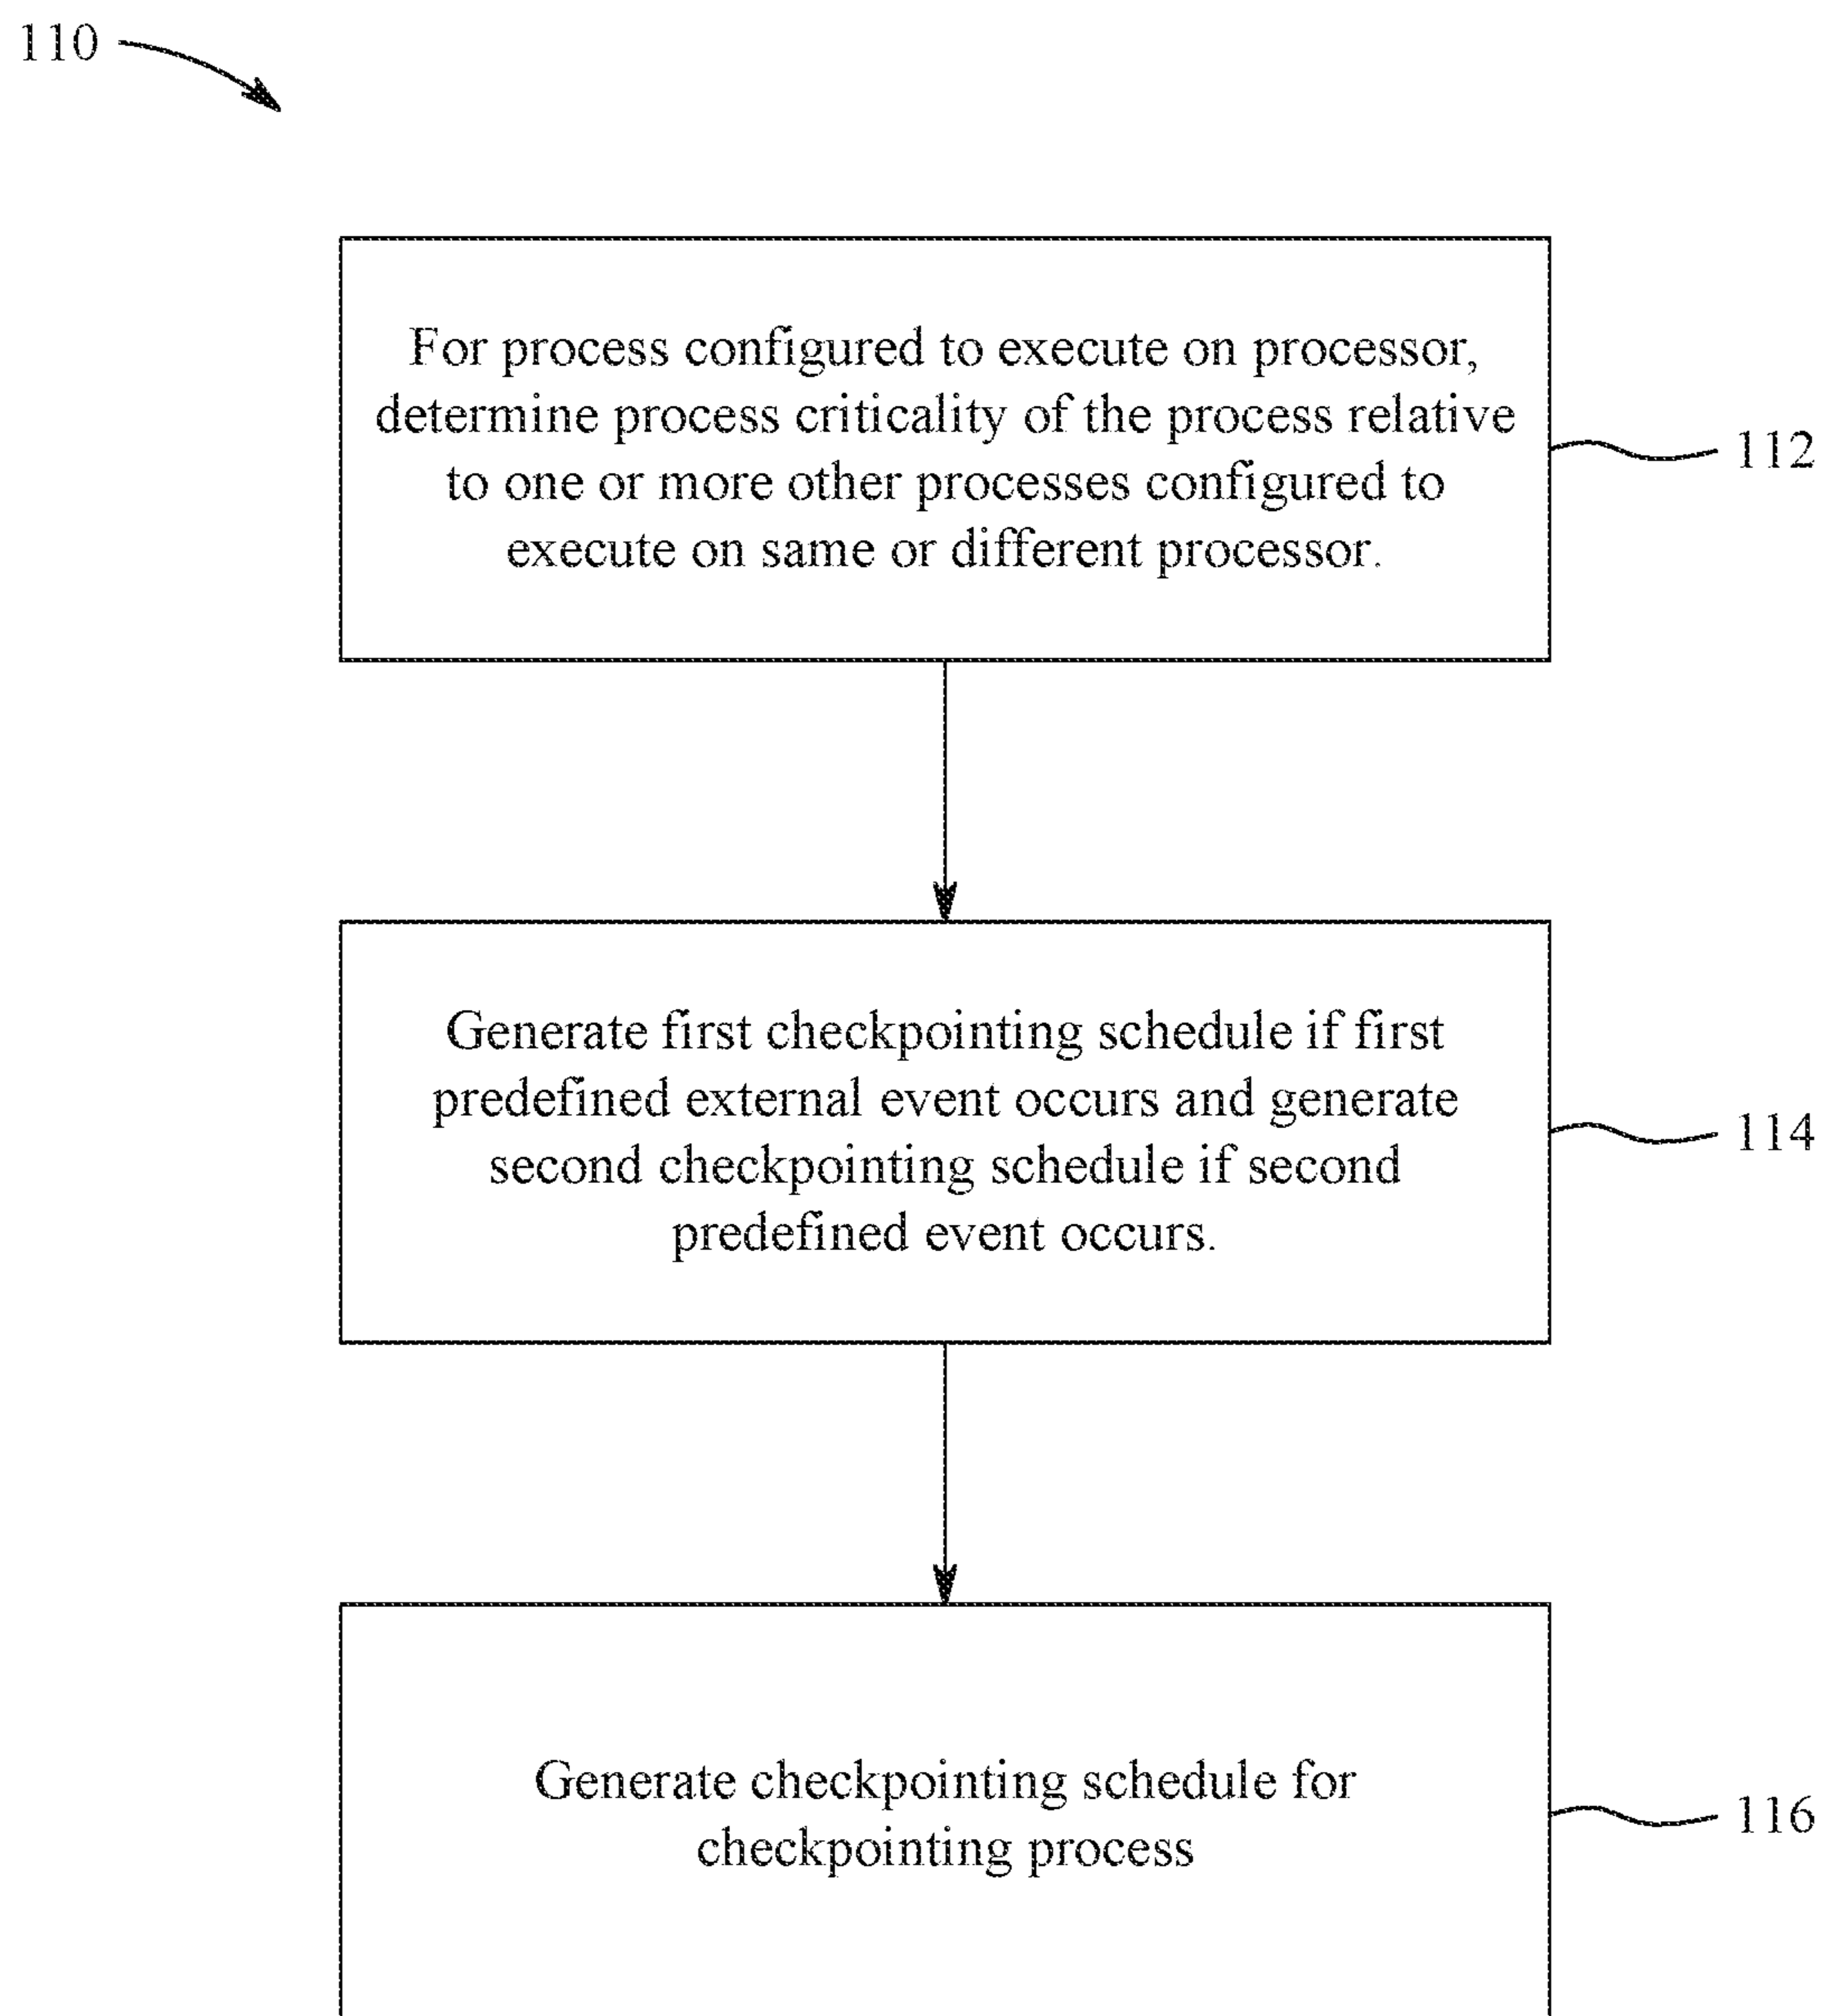 110
For process configured to execute on processor,
determine process criticality of the process relative
to one or more other processes configured to
execute on same or different processor.
112
Generate first checkpointing schedule if first
predefined external event occurs and generate
second checkpointing schedule if second
predefined event occurs.
114
Generate checkpointing schedule for
checkpointing process
116